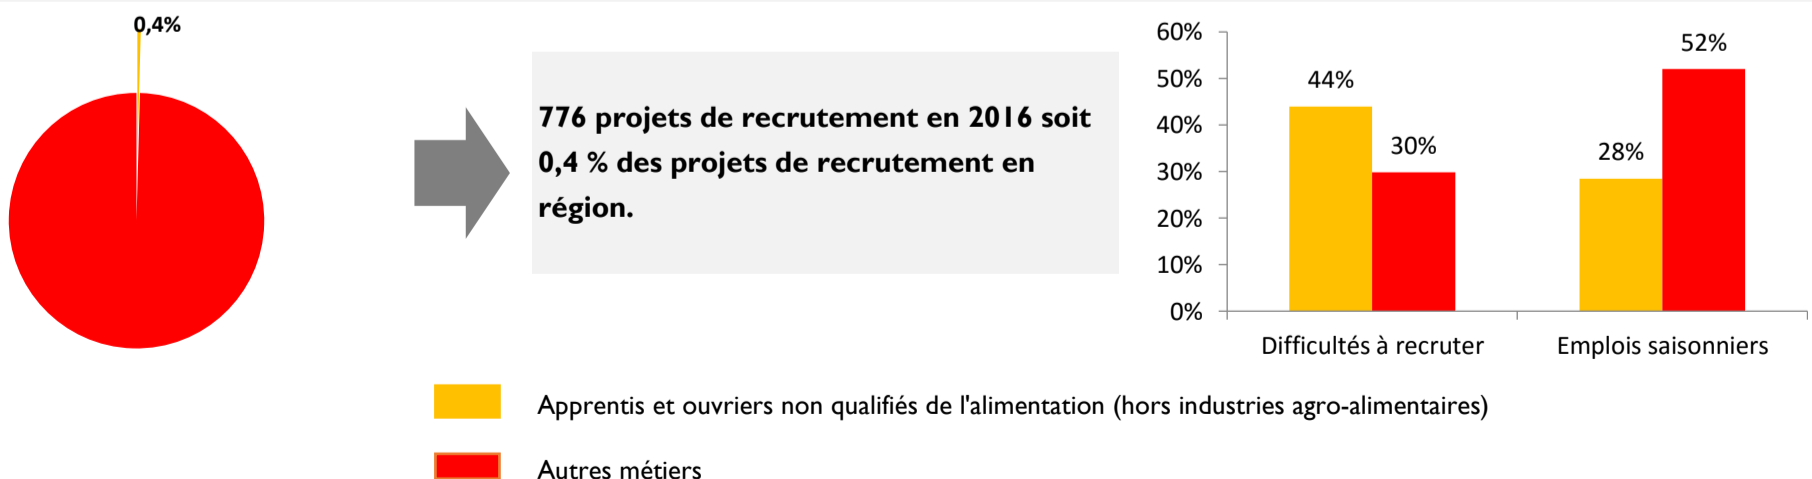 0,4%
776 projets de recrutement en 2016 soit
0,4 % des projets de recrutement en
région.
60%
50%
40%
30%
20%
10%
0%
44%
30%
28%
52%
Difficultés à recruter
Emplois saisonniers
Apprentis et ouvriers non qualifiés de l'alimentation (hors industries agro-alimentaires)
Autres métiers